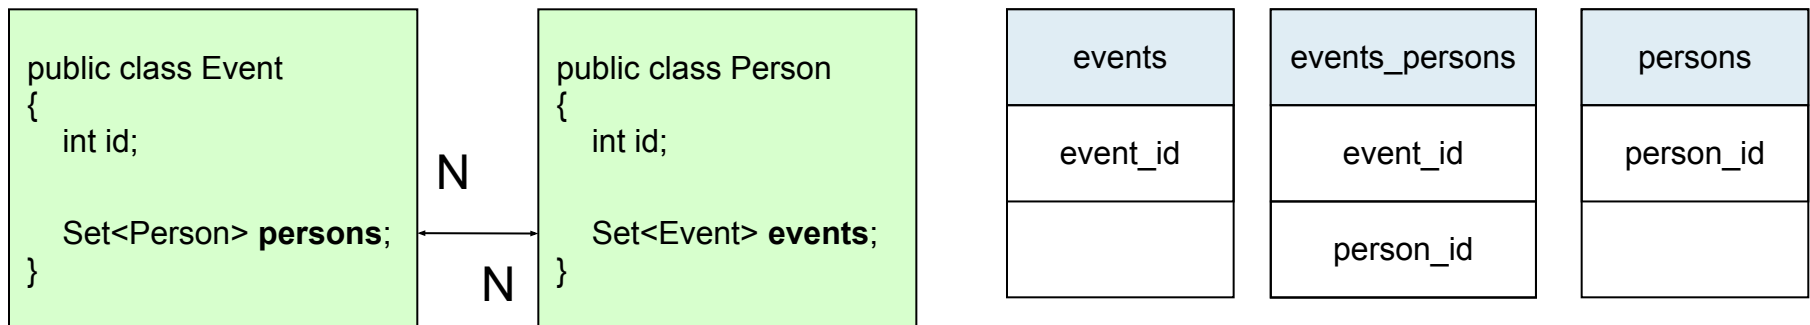 public class Event
{
int id;
Set<Person> persons;
}
N
N
public class Person
{
int id;
Set<Event> events;
}
events
event_id
events_persons
event_id
person_id
persons
person_id